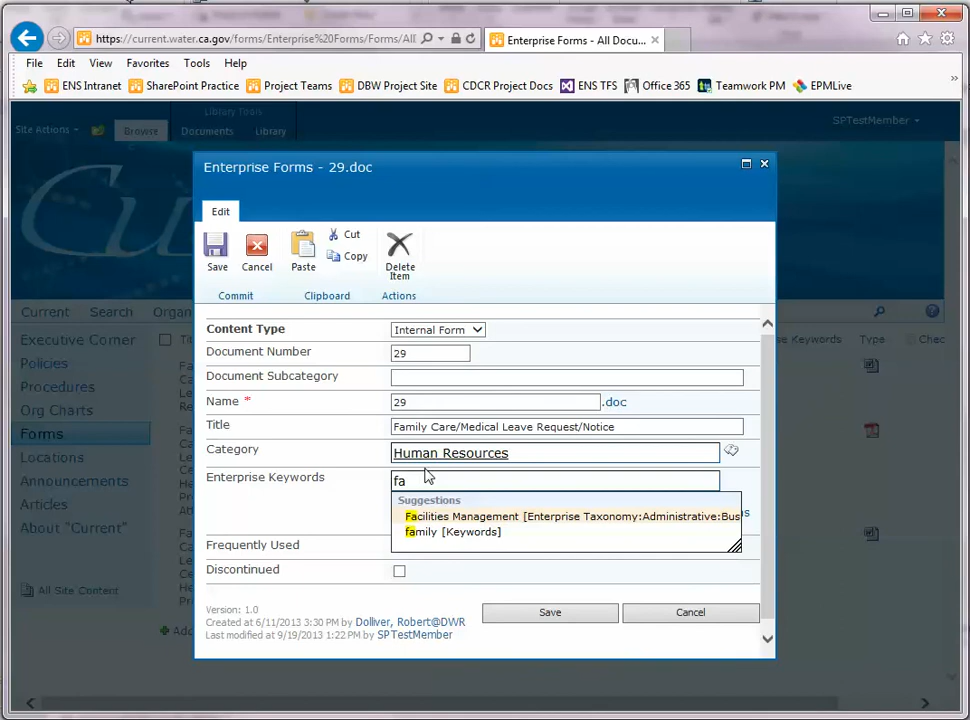 https://current.water.ca.gov/forms/Enterprise%20Forms/Forms/All
Enterprise Forms - All Docu...
File Edit View Favorites Tools Help
ENS Intranet SharePoint Practice Project Teams DBW Project Site CDCR Project Docs ENS TFS Office 365 Teamwork PM EPMLive
Library Tools
Site Actions Browse Documents Library SPTestMember
Cu
Enterprise Forms - 29.doc
Edit
Save Cancel Paste Cut Copy Delete Item
Commit Clipboard Actions
Current Search Organ
Executive Corner
Policies
Procedures
Org Charts
Forms
Locations
Announcements
Articles
About "Current"
All Site Content
Keywords Type Chec
Content Type Internal Form
Document Number 29
Document Subcategory
Name * 29 .doc
Title Family Care/Medical Leave Request/Notice
Category Human Resources
Enterprise Keywords fa
Suggestions
Facilities Management [Enterprise Taxonomy:Administrative:Bus
family [Keywords]
Frequently Used
Discontinued
Version: 1.0
Created at 6/11/2013 3:30 PM by Dolliver, Robert@DWR
Last modified at 9/19/2013 1:22 PM by SPTestMember
Save Cancel